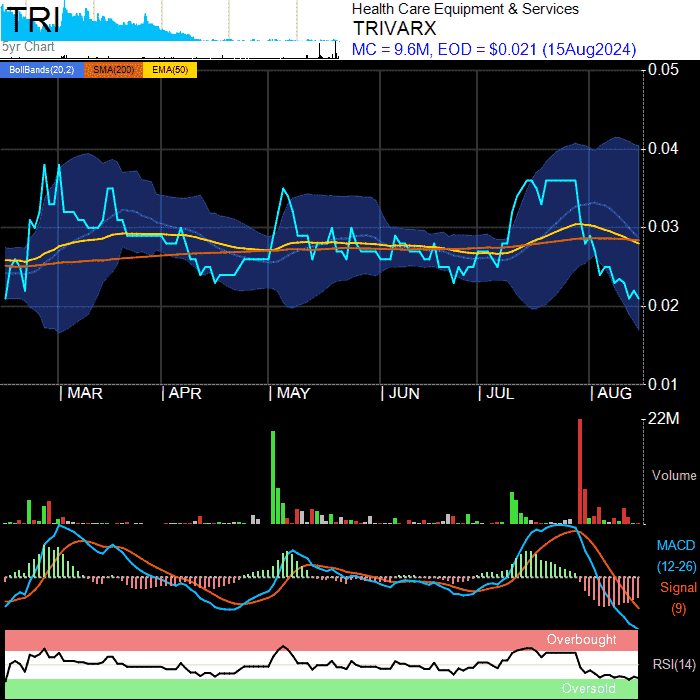 TRI
5yr Chart
Health Care Equipment & Services
TRIVARX
MC = 9.6M, EOD = $0.021 (15Aug2024)
BollBands(20,2) SMA(200) EMA(50)
0.05
0.04
0.03
0.02
0.01
MAR APR MAY JUN JUL AUG
22M
Volume
MACD
(12-26)
Signal
(9)
Overbought
RSI(14)
Oversold